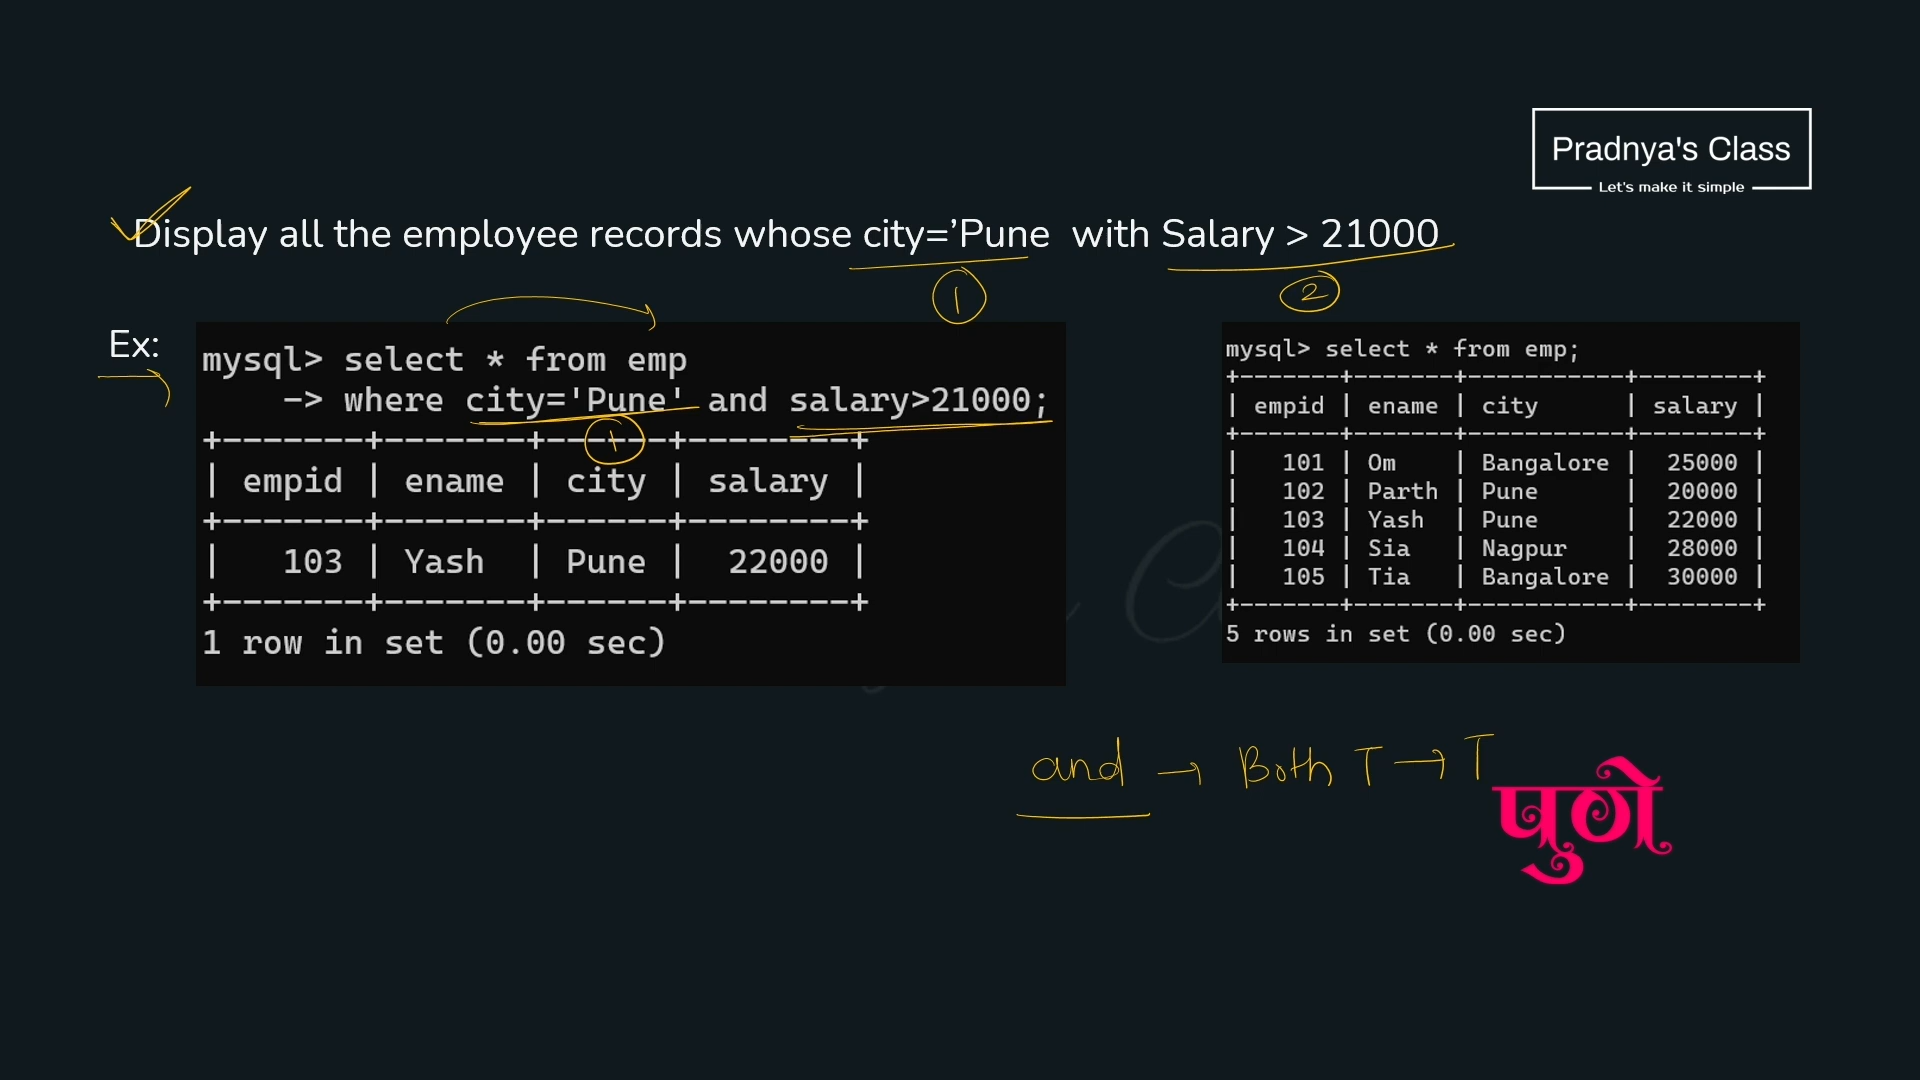 Pradnya's Class
Let's make it simple
Display all the employee records whose city=’Pune  with Salary > 21000
1
2
Ex:
mysql> select * from emp
    -> where city='Pune' and salary>21000;
1
+-------+-------+------+--------+
| empid | ename | city | salary |
+-------+-------+------+--------+
|   103 | Yash  | Pune |  22000 |
+-------+-------+------+--------+
1 row in set (0.00 sec)
mysql> select * from emp;
+-------+-------+-----------+--------+
| empid | ename | city      | salary |
+-------+-------+-----------+--------+
|   101 | Om    | Bangalore |  25000 |
|   102 | Parth | Pune      |  20000 |
|   103 | Yash  | Pune      |  22000 |
|   104 | Sia   | Nagpur    |  28000 |
|   105 | Tia   | Bangalore |  30000 |
+-------+-------+-----------+--------+
5 rows in set (0.00 sec)
and → Both T → T
पुणे